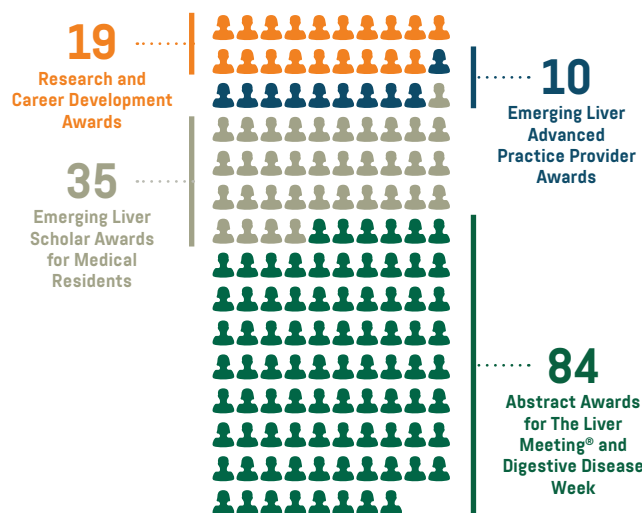 19
Research and
Career Development
Awards
10
Emerging Liver
Advanced
Practice Provider
Awards
35
Emerging Liver
Scholar Awards
for Medical
Residents
84
Abstract Awards
for The Liver
Meeting® and
Digestive Disease
Week